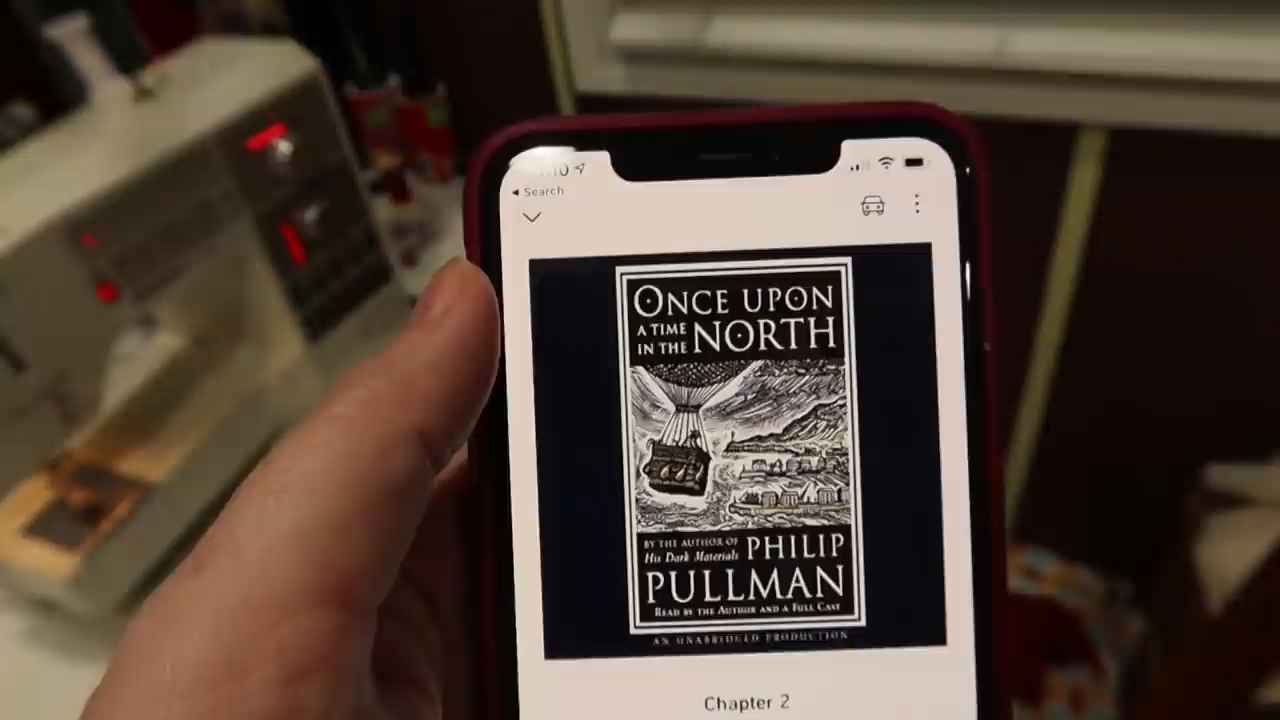 Search
ONCE UPON
A TIME
IN THE NORTH
BY THE AUTHOR OF
His Dark Materials PHILIP
PULLMAN
READ BY THE AUTHOR AND A FULL CAST
AN UNABRIDGED PRODUCTION
Chapter 2